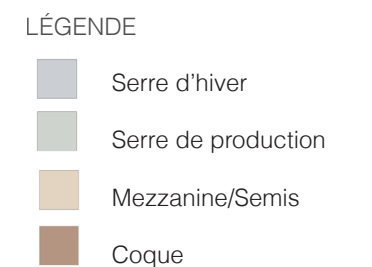 LÉGENDE
Serre d’hiver
Serre de production
Mezzanine/Semis
Coque